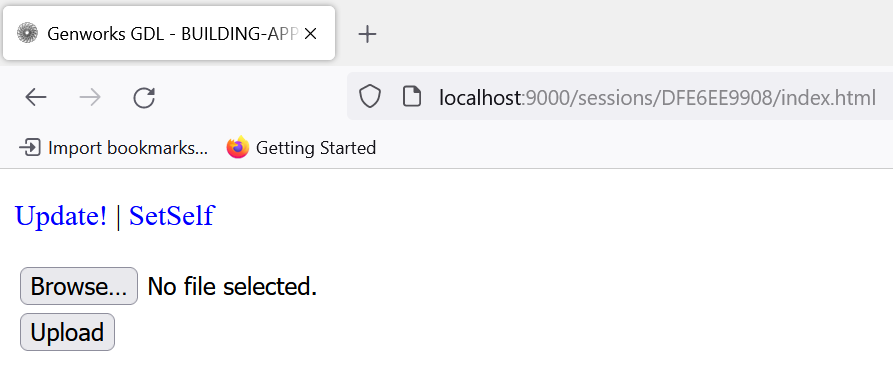 Genworks GDL - BUILDING-APP
localhost:9000/sessions/DFE6EE9908/index.html
Import bookmarks... Getting Started
Update! | SetSelf
Browse... No file selected.
Upload